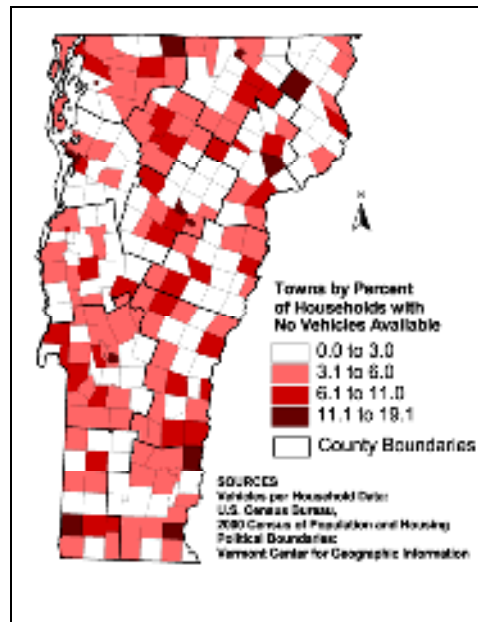 N
Towns by Percent
of Households with
No Vehicles Available
0.0 to 3.0
3.1 to 6.0
6.1 to 11.0
11.1 to 19.1
County Boundaries
SOURCES
Vehicles per Household Data:
U.S. Census Bureau,
2000 Census of Population and Housing
Political Boundaries:
Vermont Center for Geographic Information